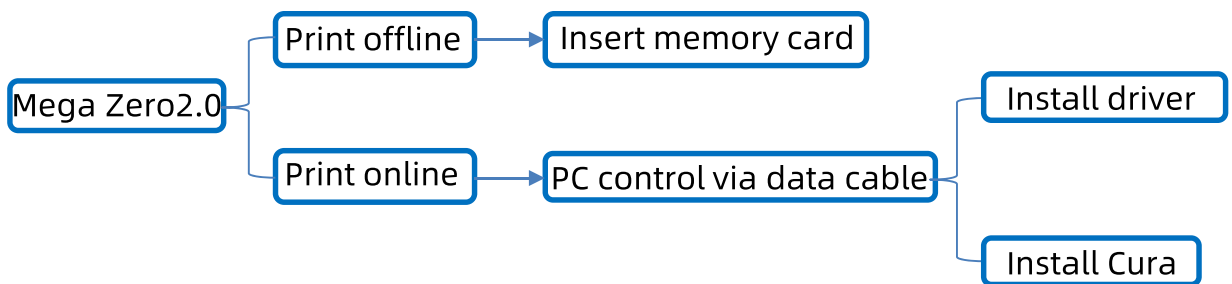 Print offline
Insert memory card
Mega Zero2.0
Install driver
Print online
PC control via data cable
Install Cura